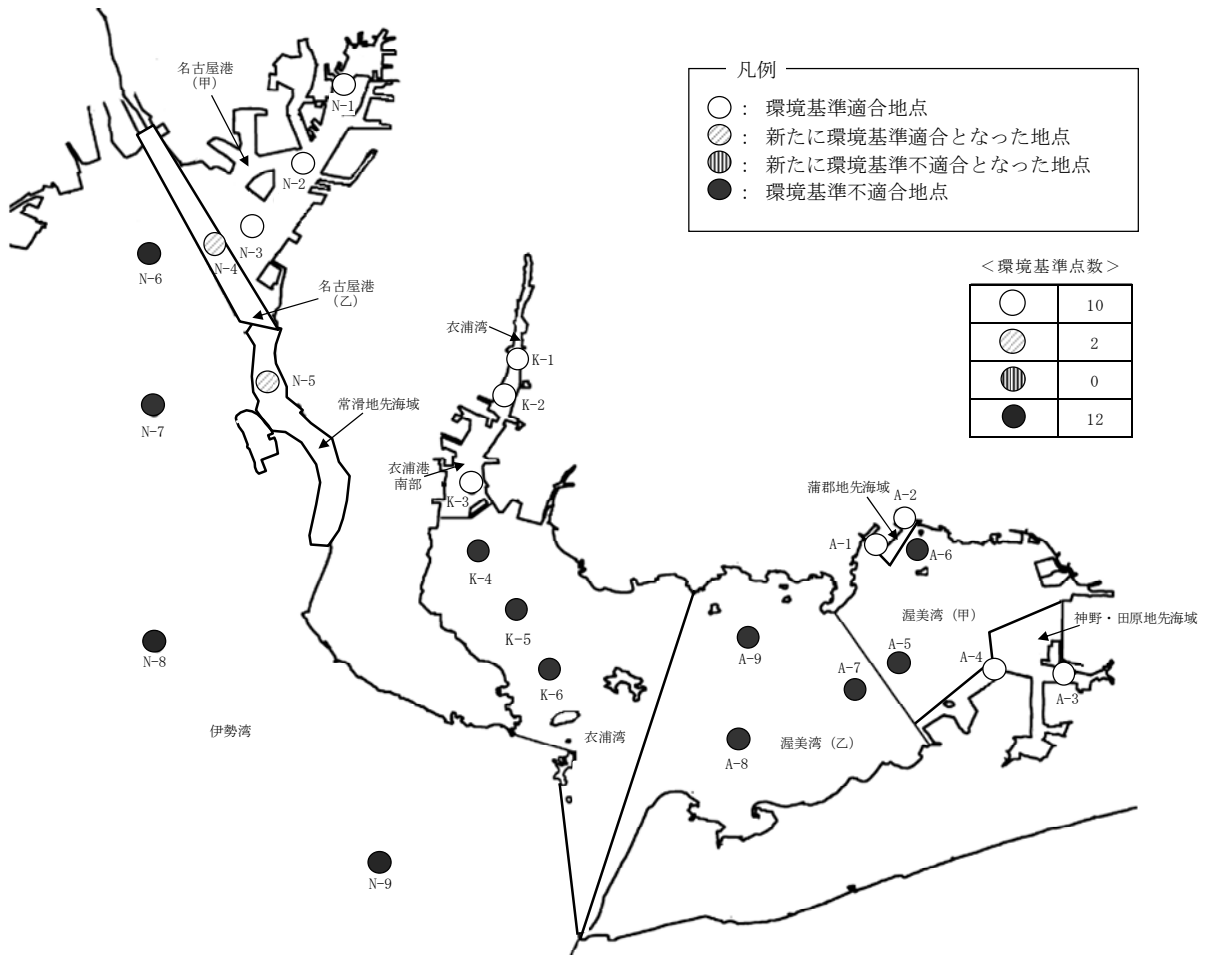 名古屋港
（甲）
N-1
N-2
N-3
N-4
N-6
名古屋港
（乙）
N-5
N-7
常滑地先海域
N-8
伊勢湾
N-9
衣浦湾
K-1
K-2
衣浦港
南部
K-3
K-4
K-5
K-6
衣浦湾
凡例
： 環境基準適合地点
： 新たに環境基準適合となった地点
： 新たに環境基準不適合となった地点
： 環境基準不適合地点
＜環境基準点数＞
10
2
0
12
蒲郡地先海域
A-2
A-1
A-6
渥美湾（甲）
神野・田原地先海域
A-5
A-4
A-3
A-9
A-7
A-8
渥美湾（乙）